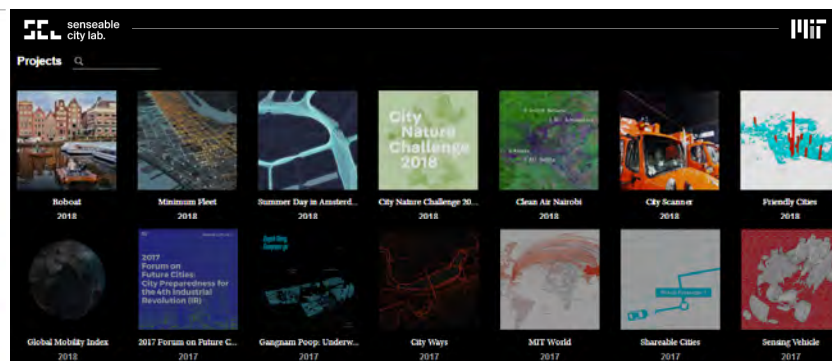 senseable
city lab.
MiT
Projects
City
Nature
Challenge
2018
Roboat
Minimum Fleet
Summer Day in Amsterd...
City Nature Challenge 20...
Clean Air Nairobi
City Scanner
Friendly Cities
2018
2018
2018
2018
2018
2018
2018
2017
Forum on
Future Cities:
City Preparedness for
the 4th Industrial
Revolution (IR)
Global Mobility Index
2017 Forum on Future C...
Gangnam Poop: Underw...
City Ways
MIT World
Shareable Cities
Sensing Vehicle
2018
2017
2017
2017
2017
2017
2017